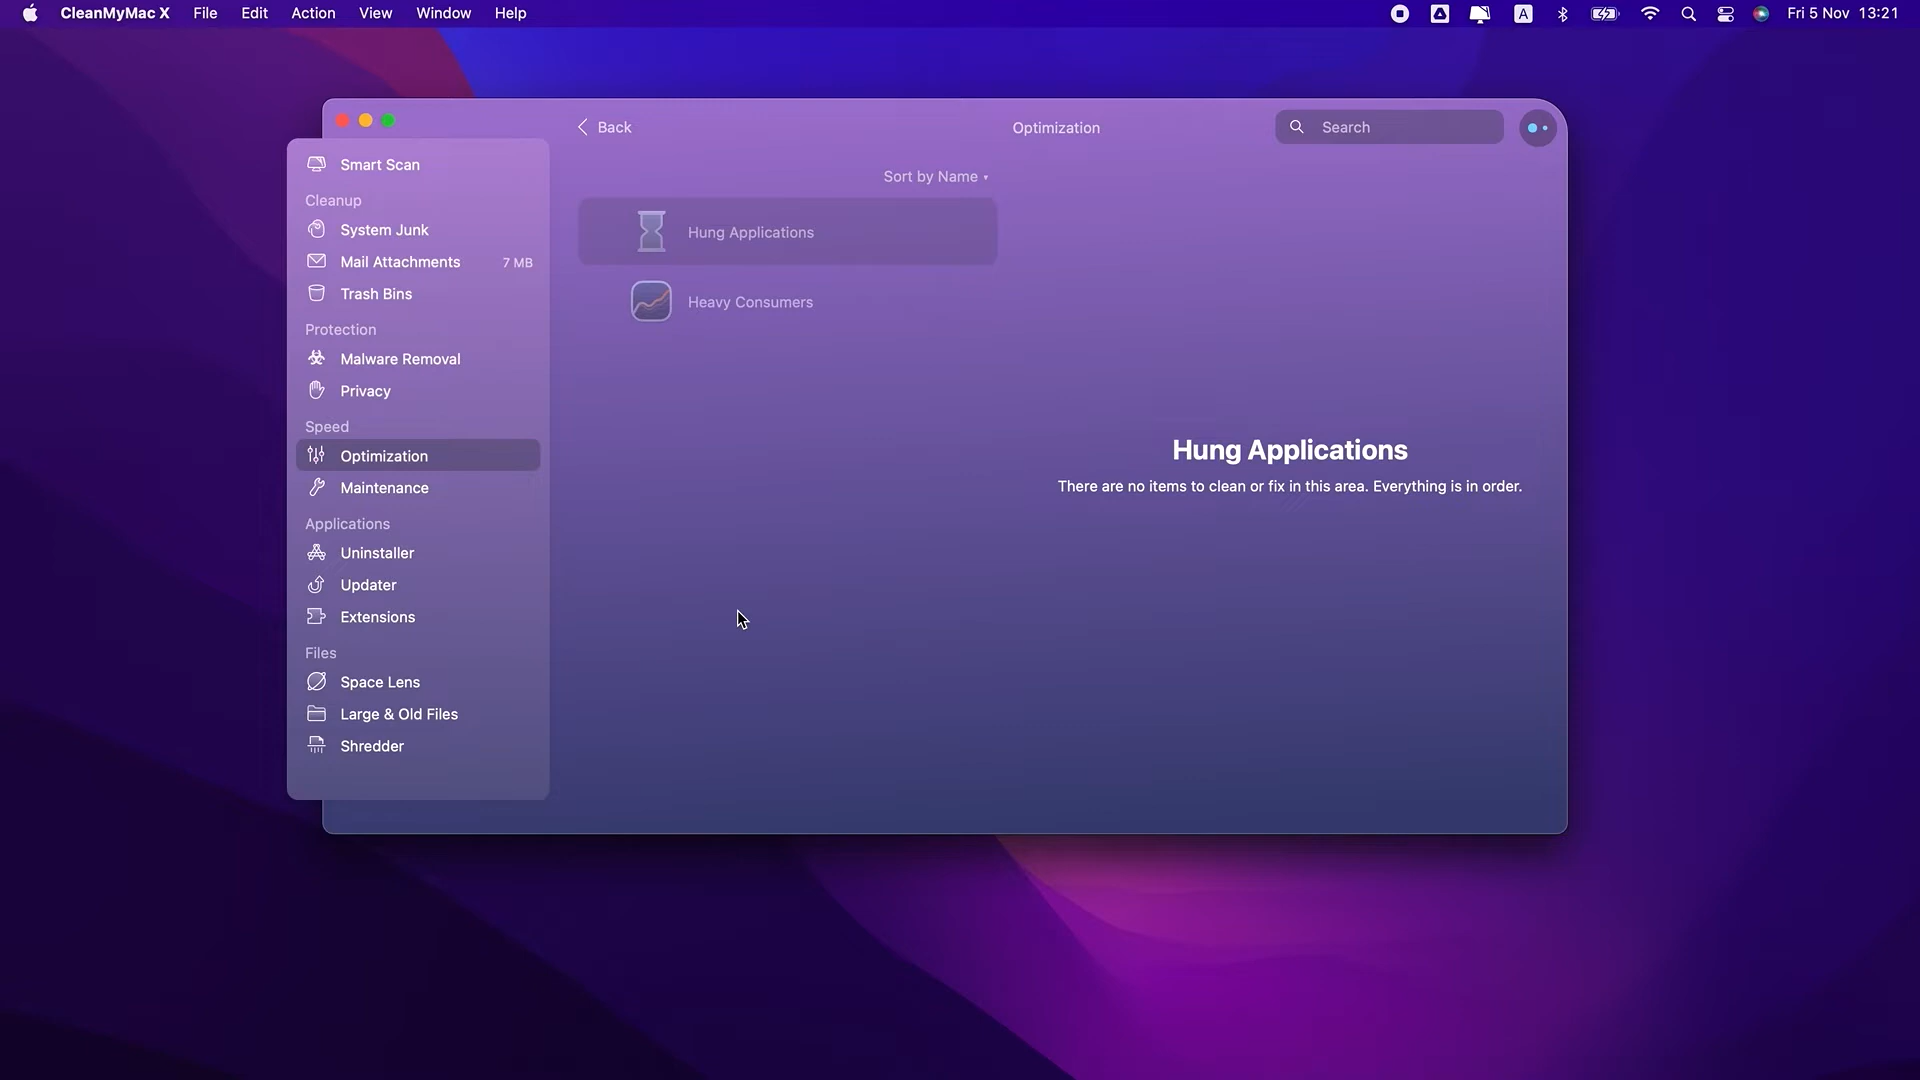 CleanMyMac X File Edit Action View Window Help A Fri 5 Nov 13:21
Back
Optimization
Search
Smart Scan
Sort by Name
Cleanup
System Junk
Hung Applications
Mail Attachments 7 MB
Trash Bins
Heavy Consumers
Protection
Malware Removal
Privacy
Speed
Optimization
Hung Applications
Maintenance
There are no items to clean or fix in this area. Everything is in order.
Applications
Uninstaller
Updater
Extensions
Files
Space Lens
Large & Old Files
Shredder